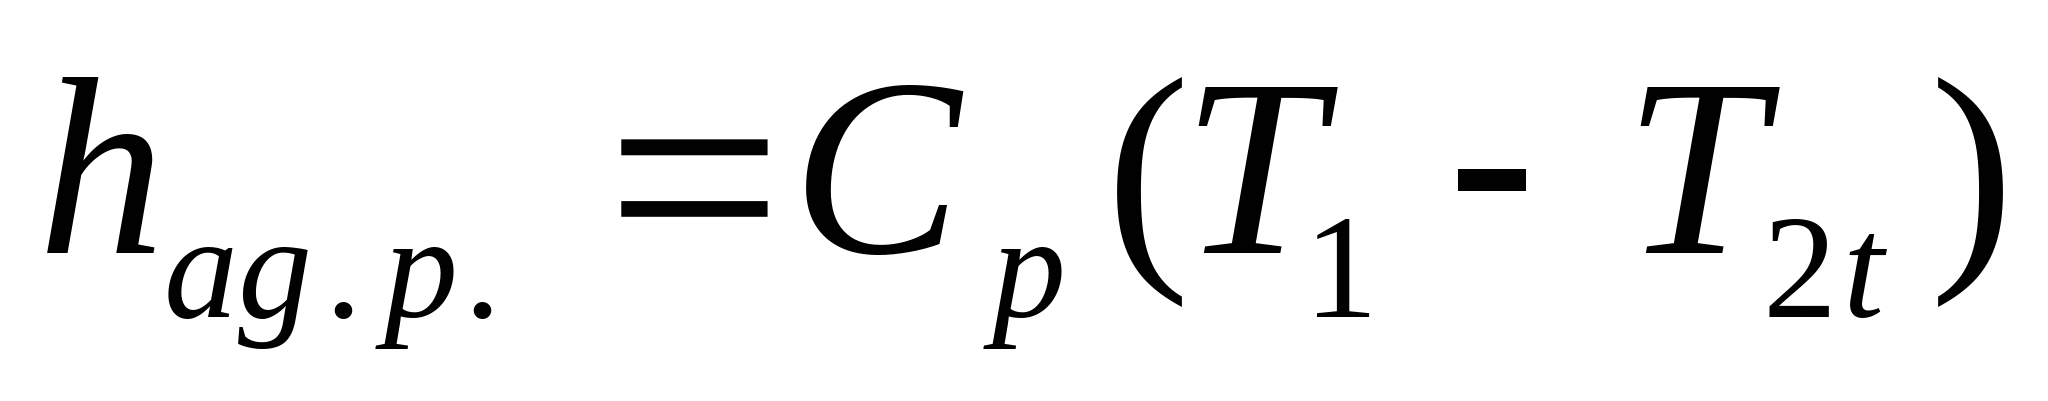 h_{ag.p.} = C_p (T_1 - T_{2t})